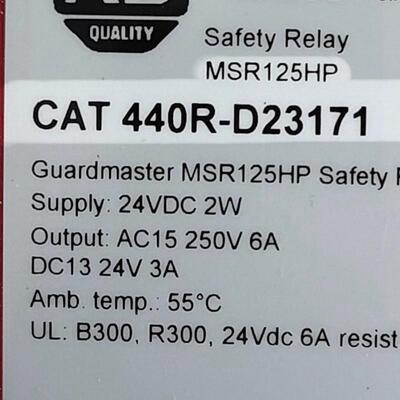 QUALITY
Safety Relay
MSR125HP
CAT 440R-D23171
Guardmaster MSR125HP Safety
Supply: 24VDC 2W
Output: AC15 250V 6A
DC13 24V 3A
Amb. temp.: 55°C
UL: B300, R300, 24Vdc 6A resist